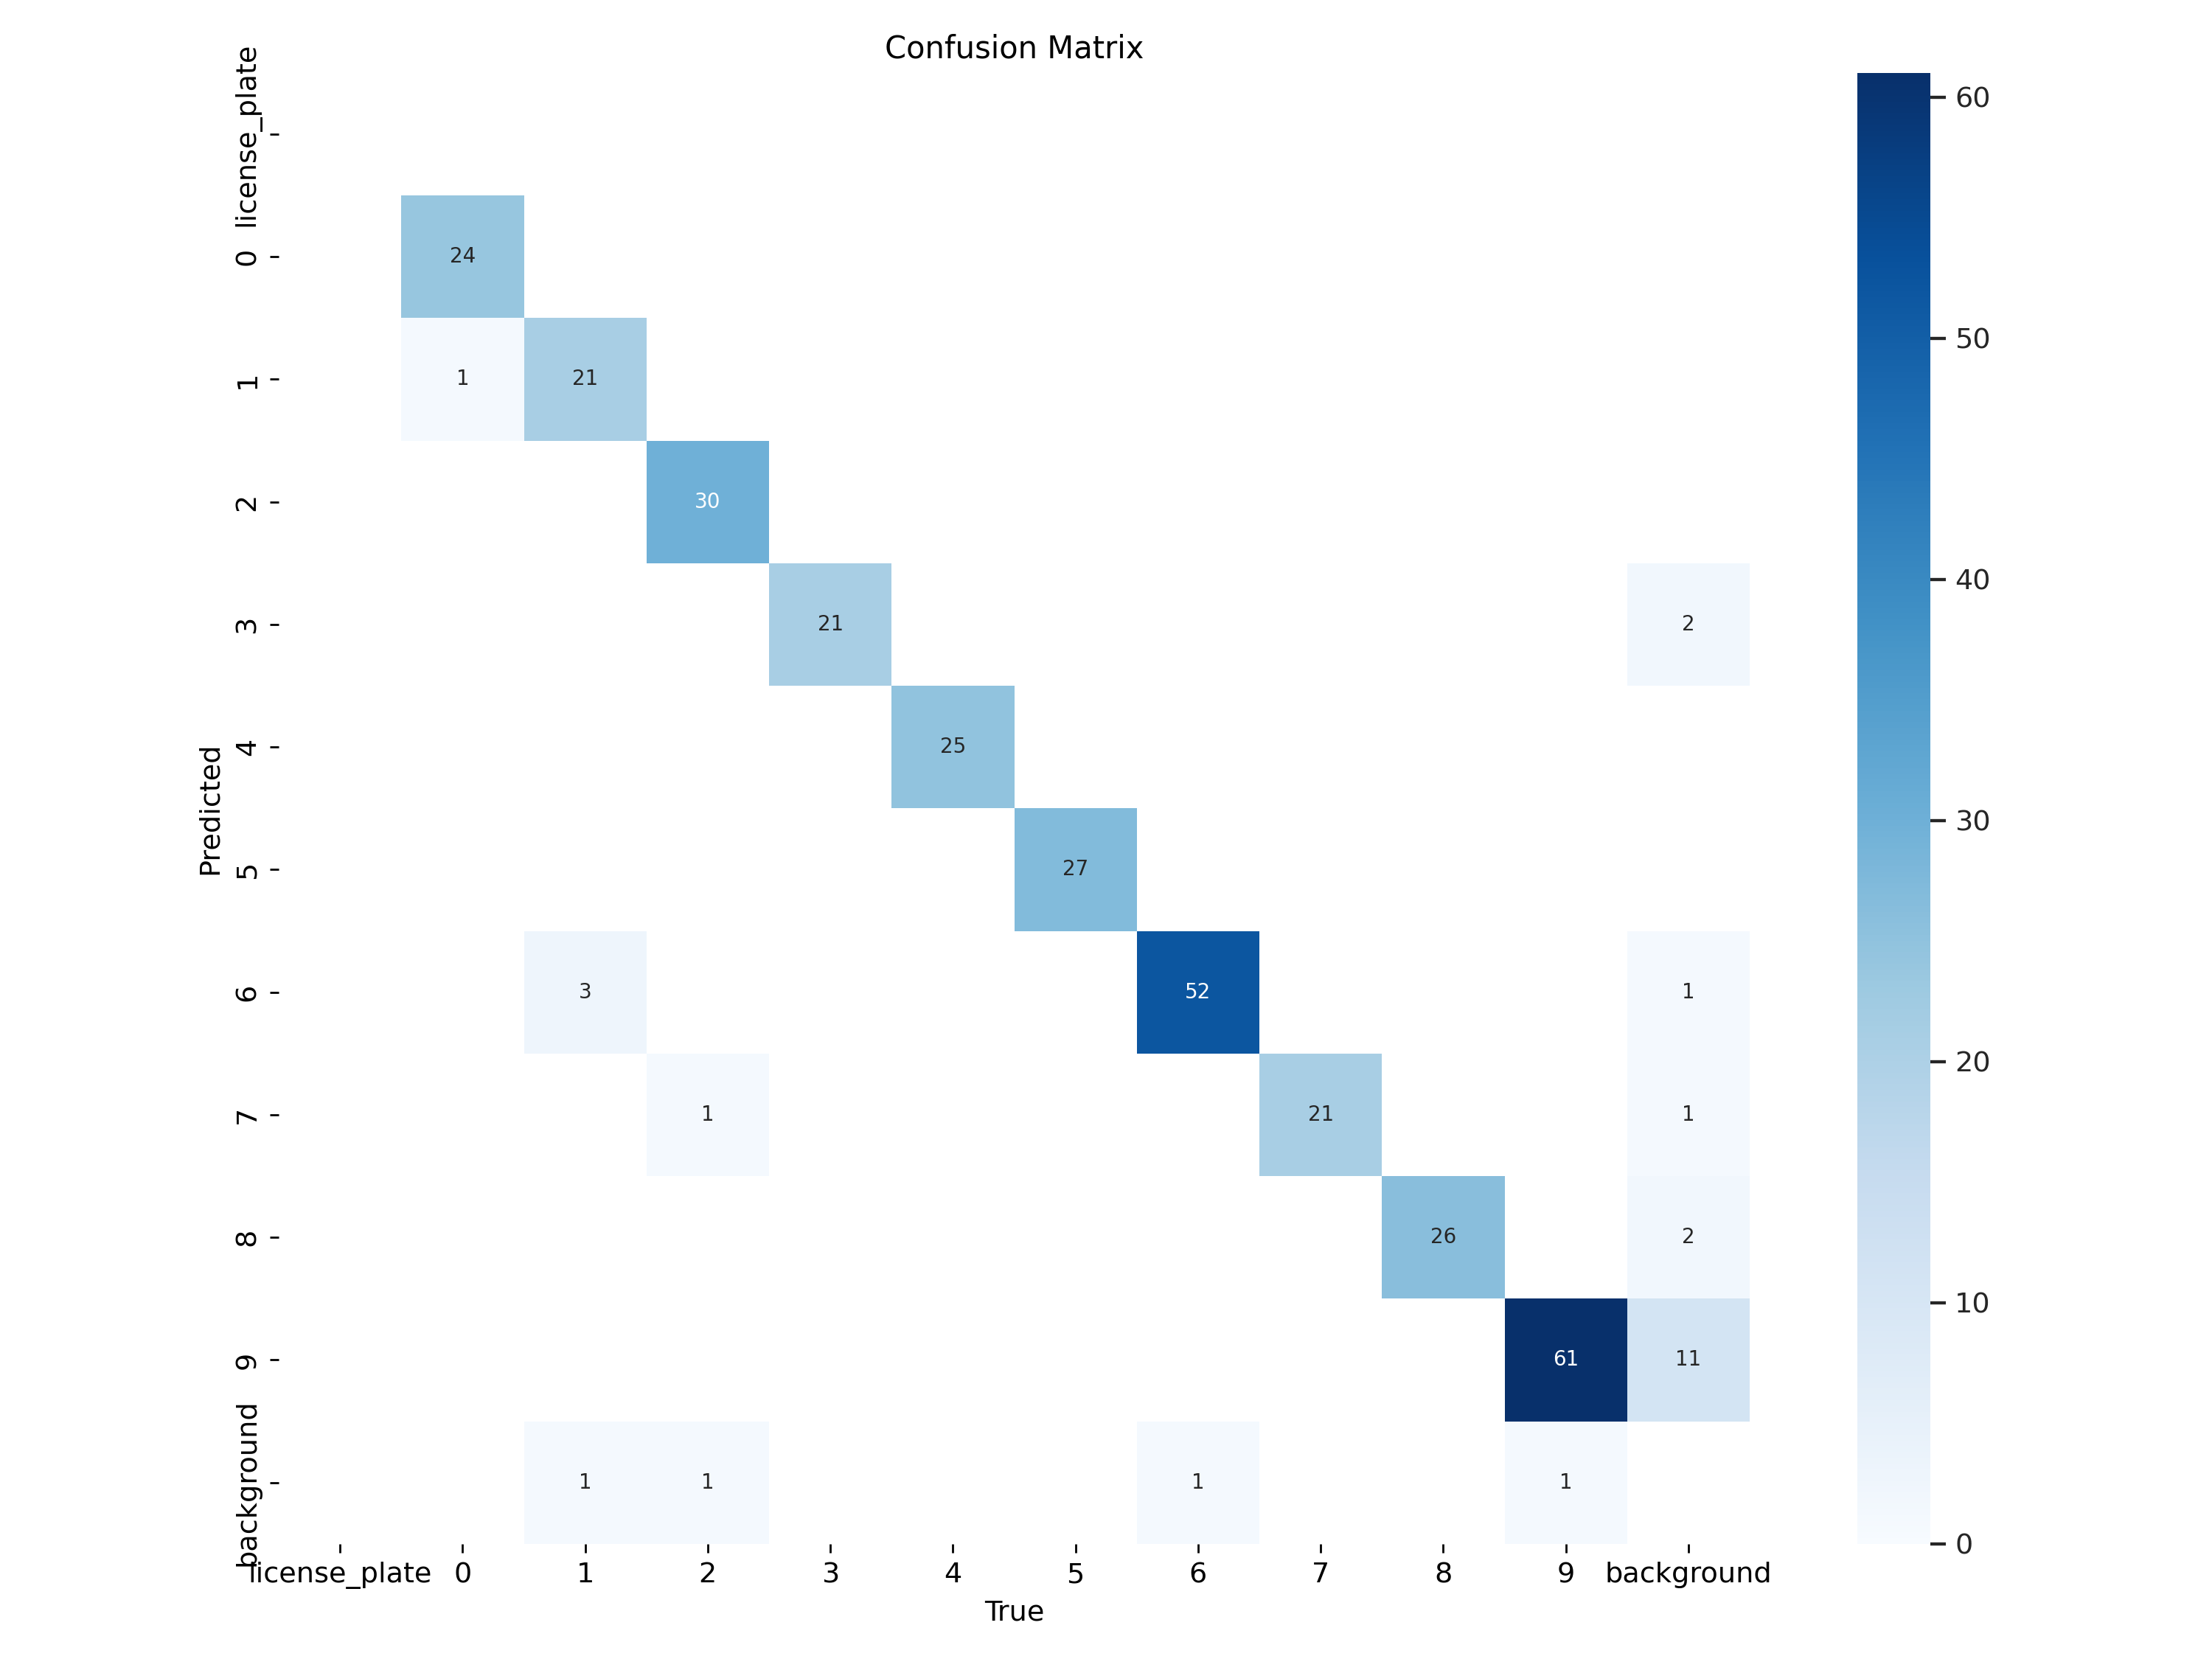 Confusion Matrix
license_plate
0 24
1 1 21
2 30
3 21 2
4 25
5 27
6 3 52 1
7 1 21 1
8 26 2
9 61 11
background 1 1 1 1
license_plate 0 1 2 3 4 5 6 7 8 9 background
True
Predicted
60
50
40
30
20
10
0